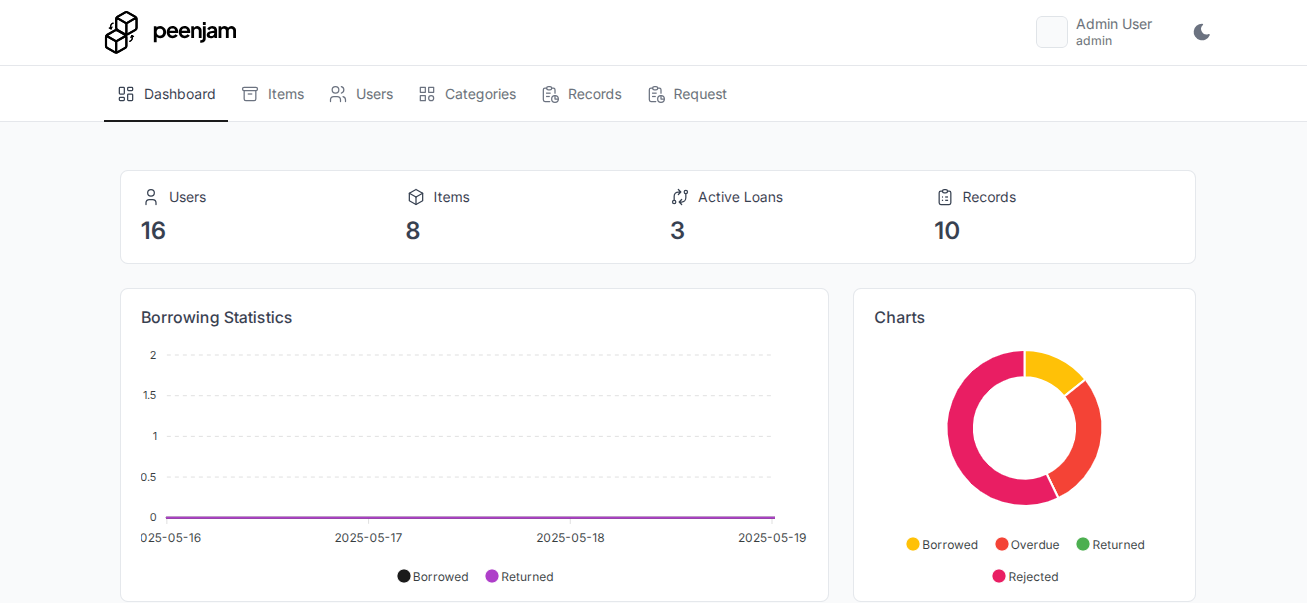 peenjam
Admin User
admin
Dashboard Items Users Categories Records Request
Users Items Active Loans Records
16 8 3 10
Borrowing Statistics
2
1.5
1
0.5
0
025-05-16 2025-05-17 2025-05-18 2025-05-19
Borrowed Returned
Charts
Borrowed Overdue Returned
Rejected